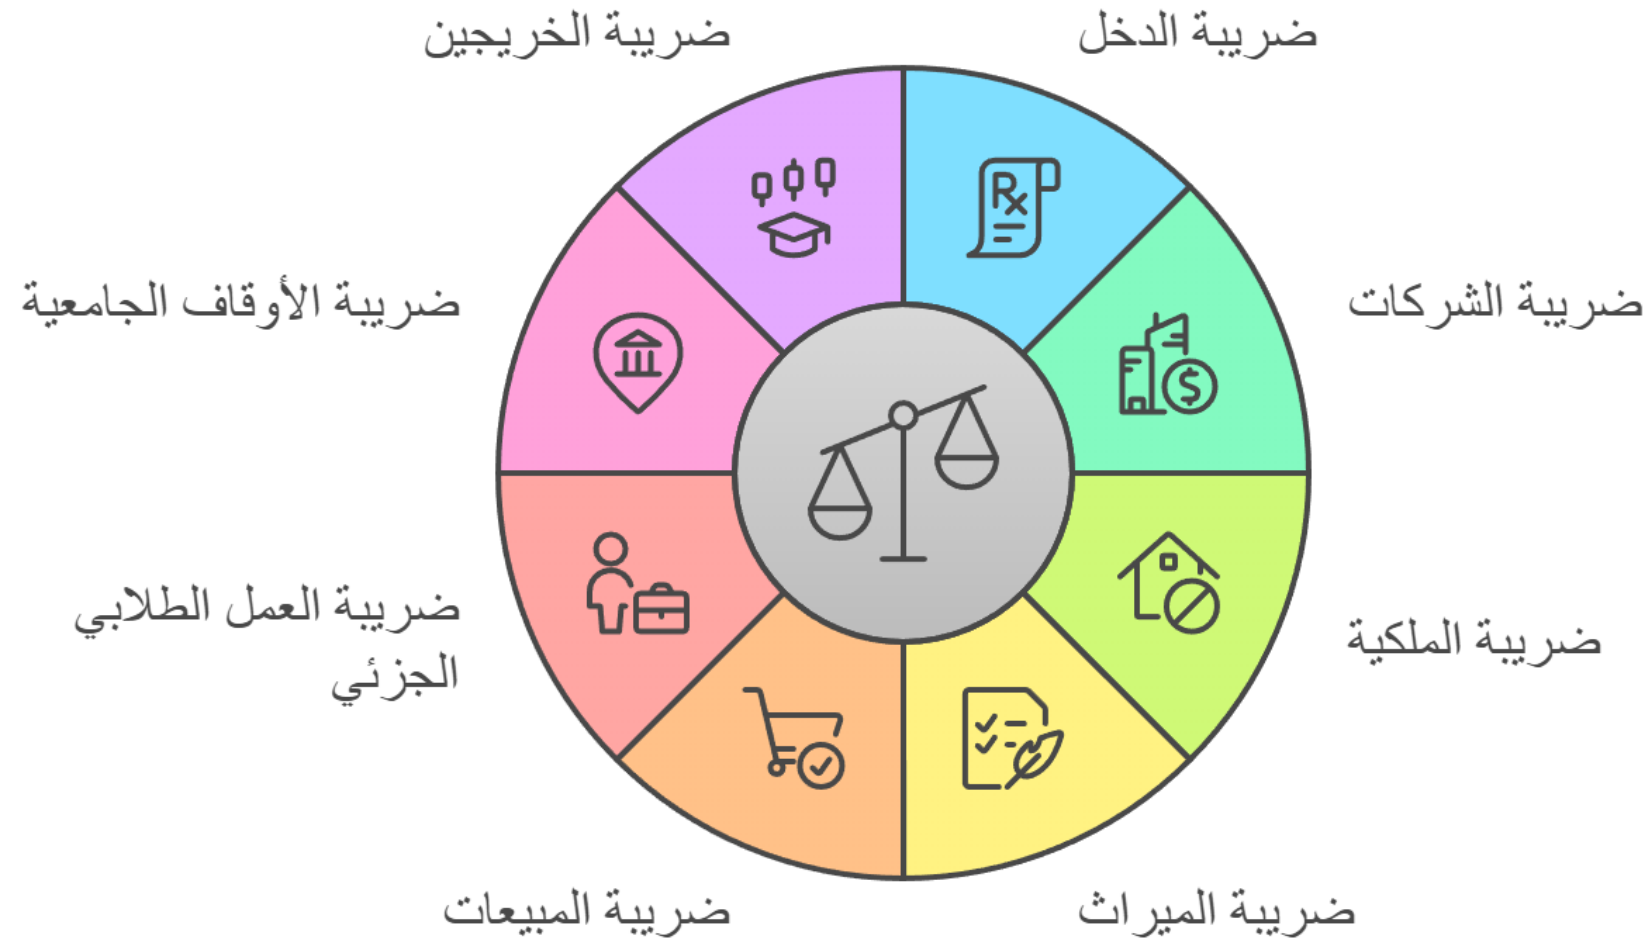 ضريبة الدخل
ضريبة الخريجين
ضريبة الشركات
ضريبة الأوقاف الجامعية
ضريبة الملكية
ضريبة العمل الطلابي
الجزئي
ضريبة الميراث
ضريبة المبيعات
Rx
$